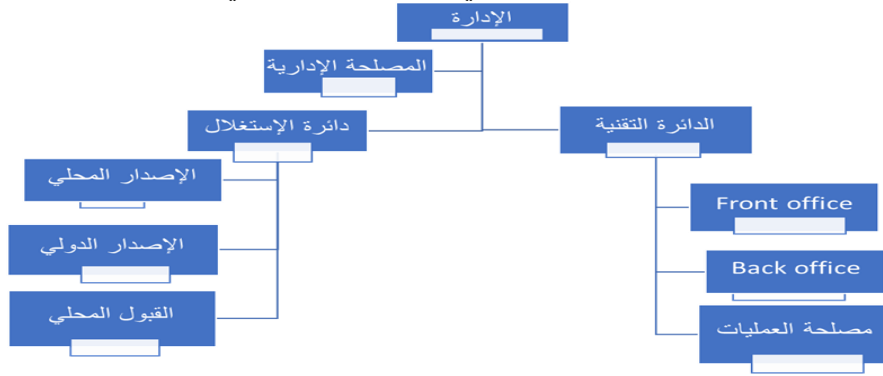 الإدارة
المصلحة الإدارية
الدائرة التقنية
دائرة الإستغلال
Front office
Back office
مصلحة العمليات
الإصدار المحلي
الإصدار الدولي
القبول المحلي